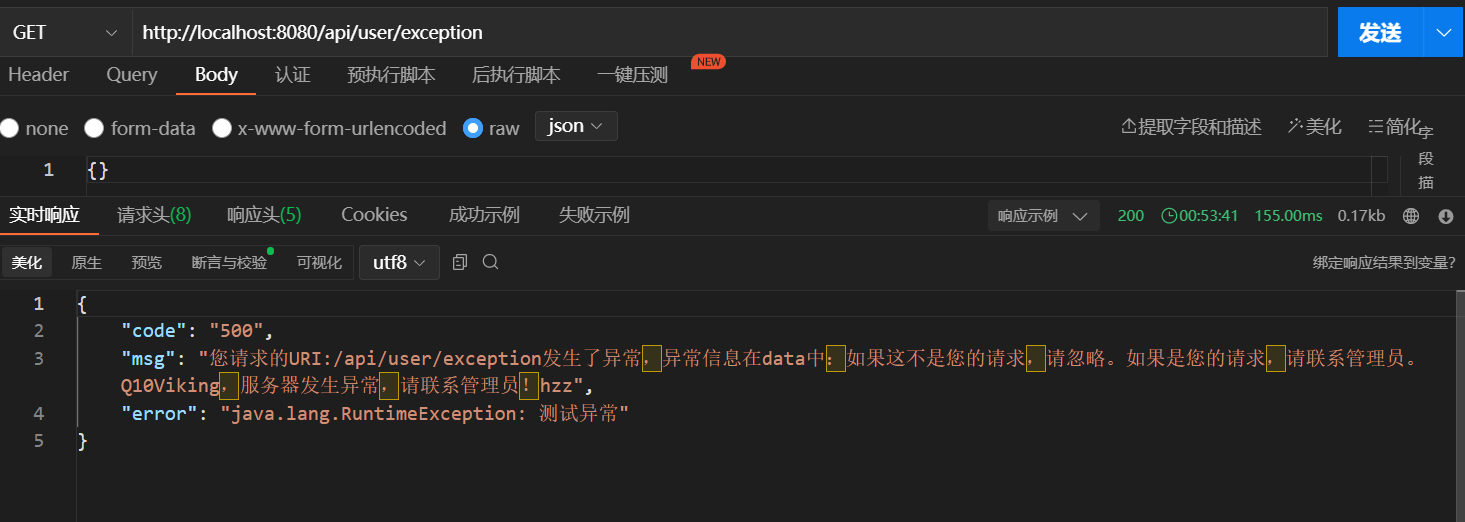 GET http://localhost:8080/api/user/exception 发送
Header Query Body 认证 预执行脚本 后执行脚本 一键压测 NEW
none form-data x-www-form-urlencoded raw json 提取字段和描述 美化 简化 字段描
1 {}
实时响应 请求头(8) 响应头(5) Cookies 成功示例 失败示例 响应示例 200 00:53:41 155.00ms 0.17kb
美化 原生 预览 断言与校验 可视化 utf8 绑定响应结果到变量?
1 {
2 "code": "500",
3 "msg": "您请求的URI:/api/user/exception发生了异常，异常信息在data中：如果这不是您的请求，请忽略。如果是您的请求，请联系管理员。
Q10Viking，服务器发生异常，请联系管理员！hzz",
4 "error": "java.lang.RuntimeException: 测试异常"
5 }